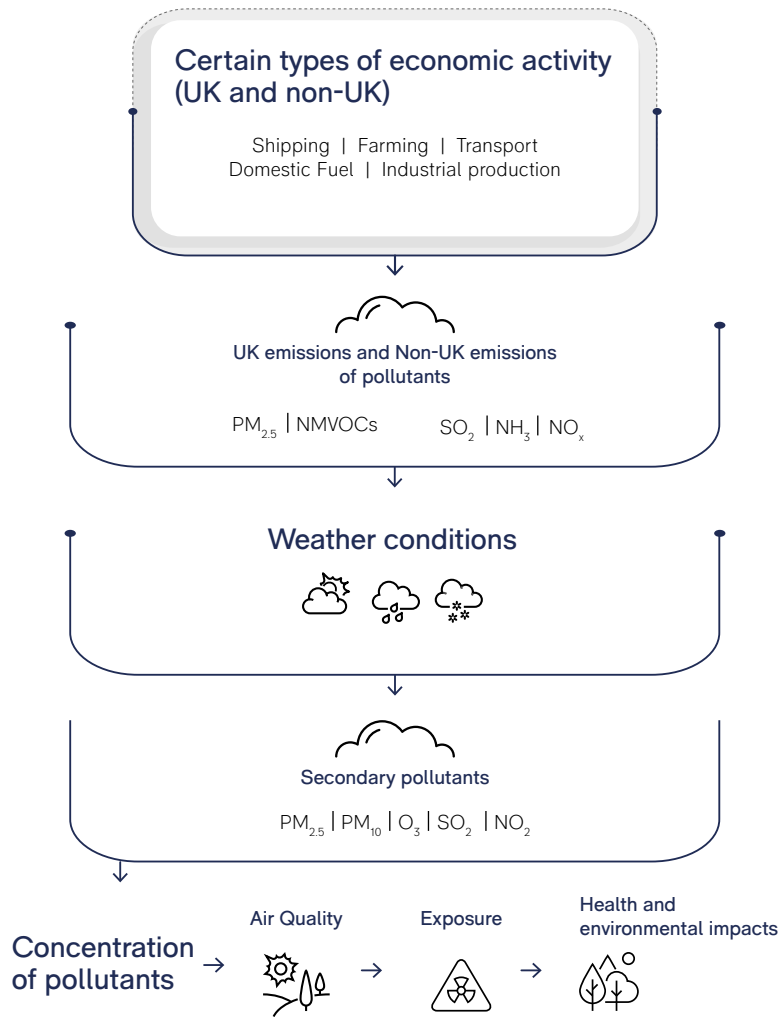 Certain types of economic activity
(UK and non-UK)
Shipping | Farming | Transport
Domestic Fuel | Industrial production
UK emissions and Non-UK emissions
of pollutants
PM2.5 | NMVOCs SO2 | NH3 | NOx
Weather conditions
Secondary pollutants
PM2.5 | PM10 | O3 | SO2 | NO2
Concentration
of pollutants
Air Quality
Exposure
Health and
environmental impacts